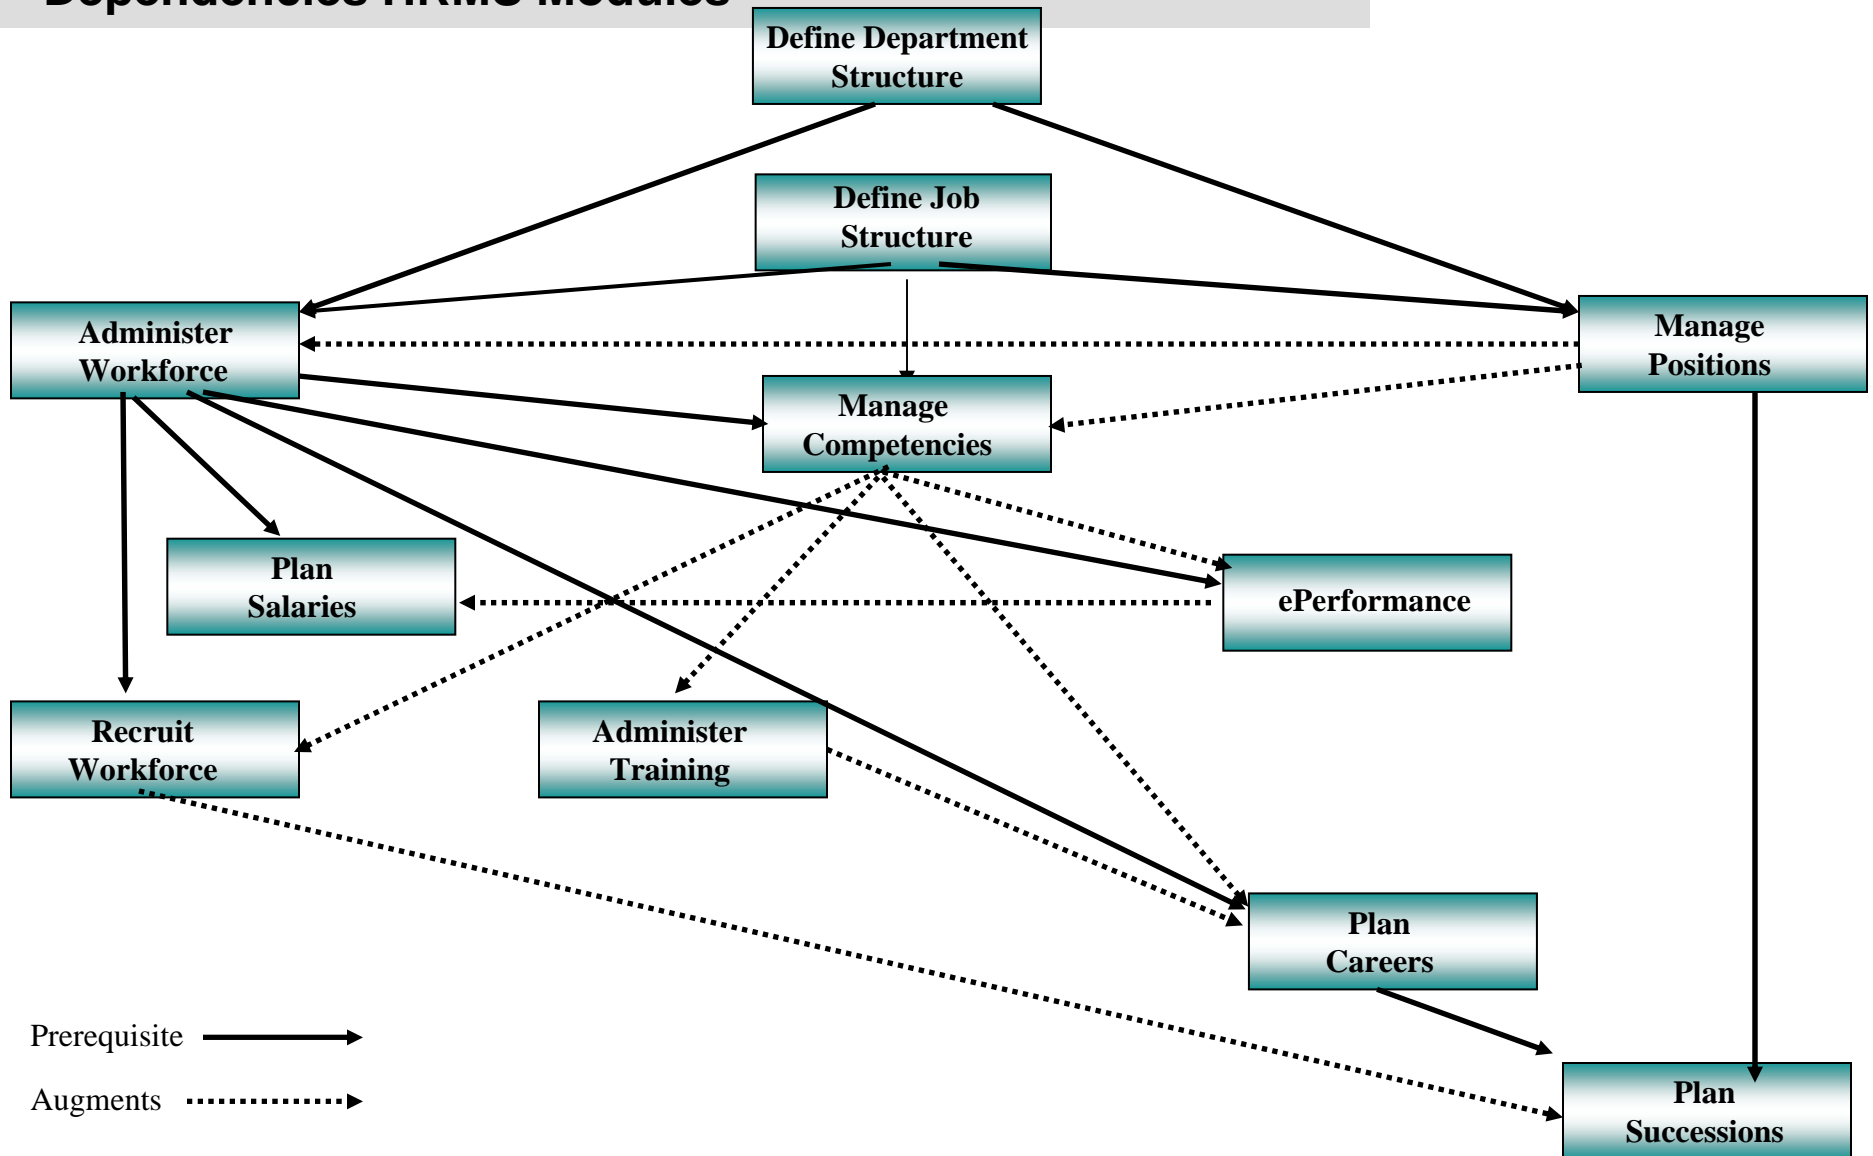 Dependencies HRMS Modules
Define Department
Structure
Define Job
Structure
Administer
Workforce
Manage
Positions
Manage
Competencies
Plan
Salaries
ePerformance
Recruit
Workforce
Administer
Training
Plan
Careers
Prerequisite
Augments
Plan
Successions